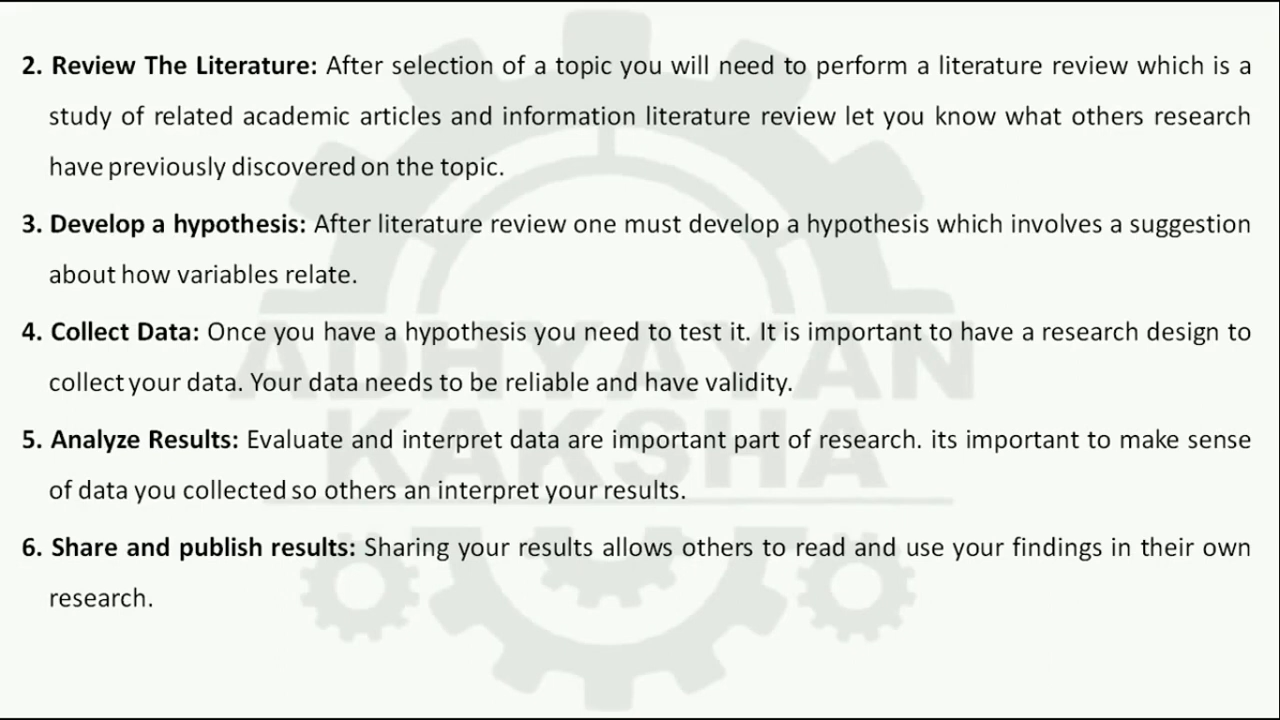 2. Review The Literature: After selection of a topic you will need to perform a literature review which is a
study of related academic articles and information literature review let you know what others research
have previously discovered on the topic.
3. Develop a hypothesis: After literature review one must develop a hypothesis which involves a suggestion
about how variables relate.
4. Collect Data: Once you have a hypothesis you need to test it. It is important to have a research design to
collect your data. Your data needs to be reliable and have validity.
5. Analyze Results: Evaluate and interpret data are important part of research. its important to make sense
of data you collected so others an interpret your results.
6. Share and publish results: Sharing your results allows others to read and use your findings in their own
research.
ADHYAYAN
KAKSHA